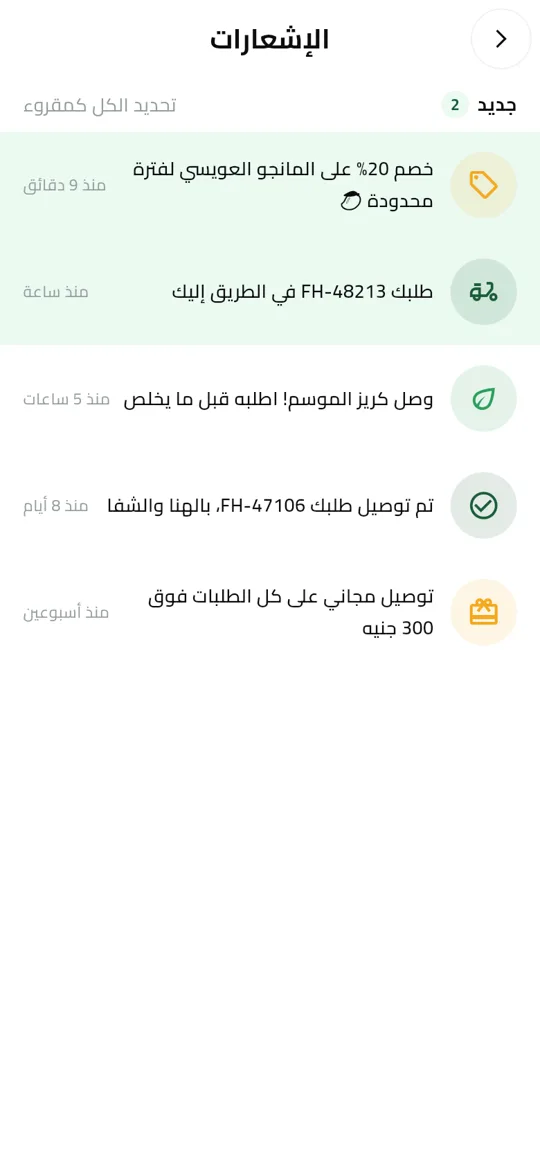 الإشعارات
جديد 2
تحديد الكل كمقروء
خصم 20% على المانجو العويسي لفترة
محدودة 🥭
منذ 9 دقائق
طلبك FH-48213 في الطريق إليك
منذ ساعة
وصل كريز الموسم! اطلبه قبل ما يخلص
منذ 5 ساعات
تم توصيل طلبك FH-47106، بالهنا والشفا
منذ 8 أيام
توصيل مجاني على كل الطلبات فوق
300 جنيه
منذ أسبوعين